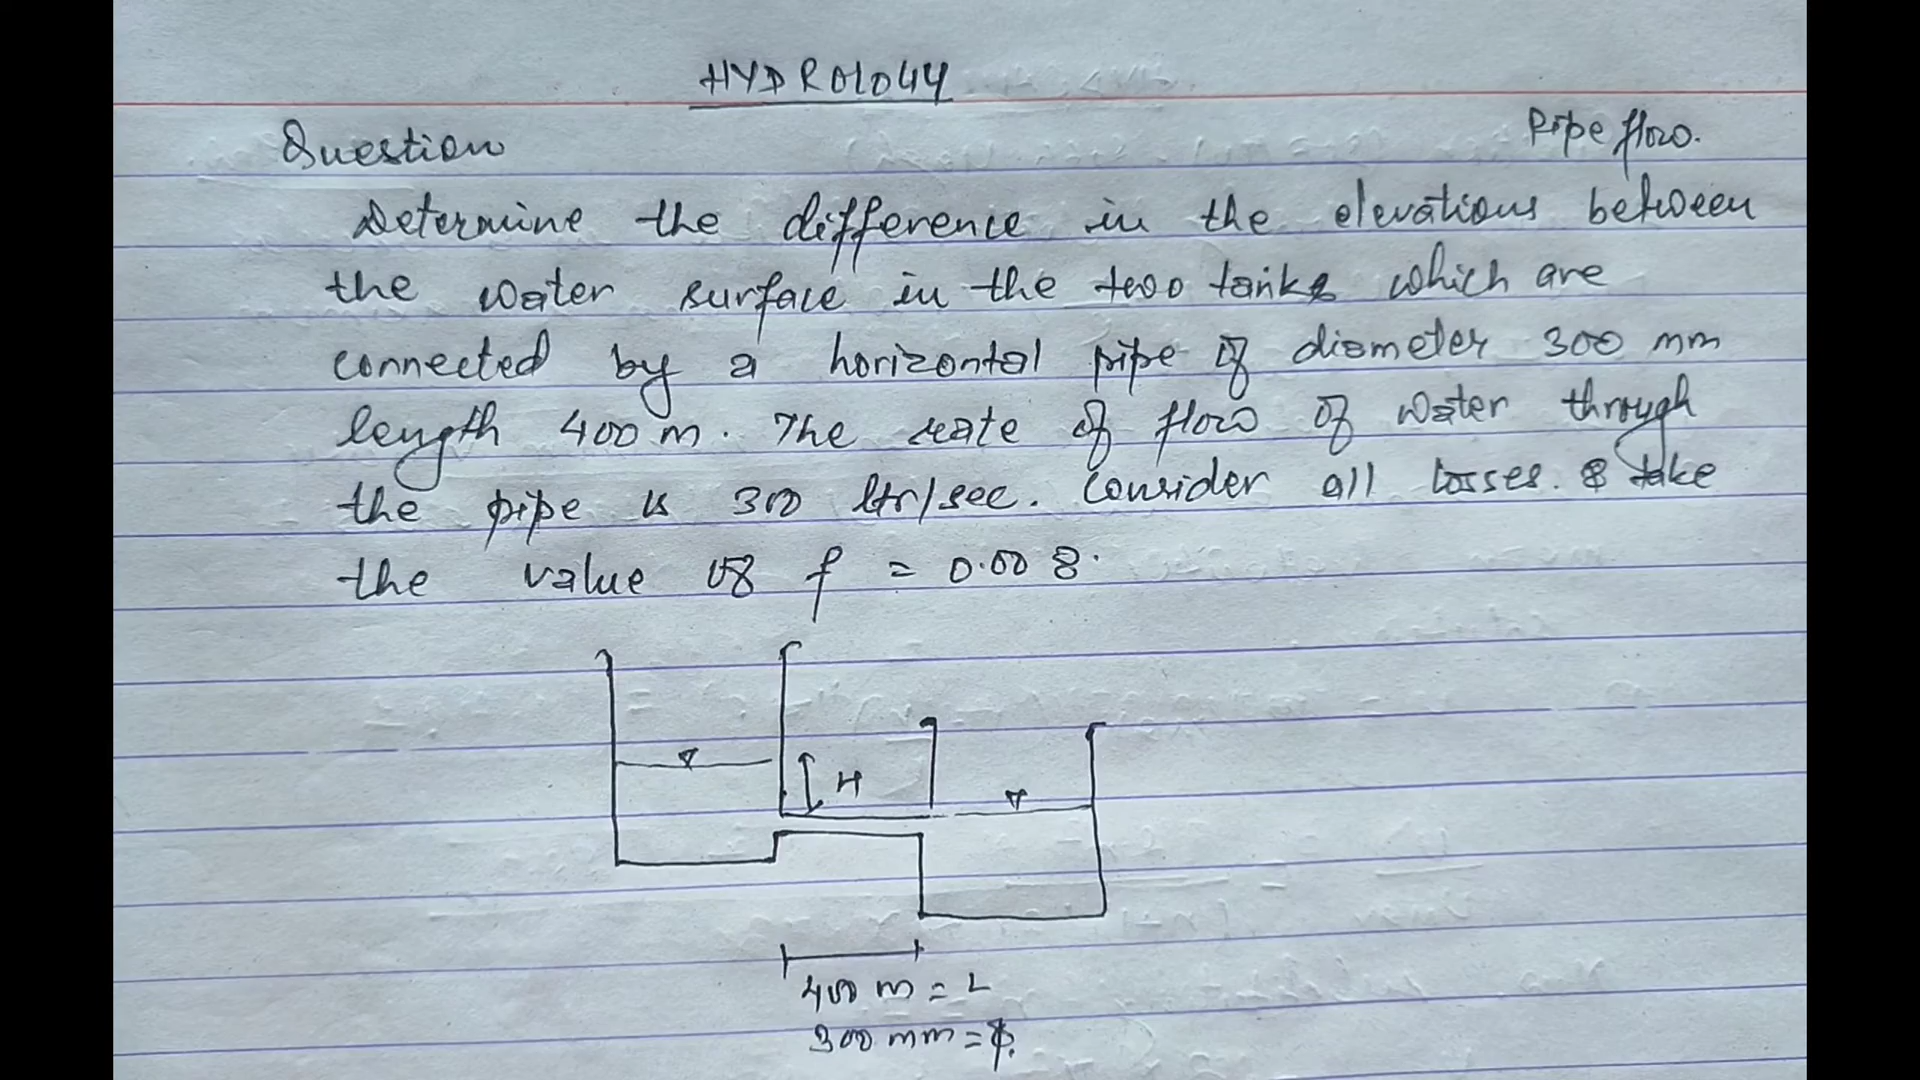 HYDROLOGY
Pipe flow.
Question
Determine the difference in the elevations between
the water surface in the two tanks which are
connected by a horizontal pipe of diameter 300 mm
length 400 m. The rate of flow of water through
the pipe is 300 ltr/sec. Consider all losses. & take
the value of f = 0.008.
H
400 m = L
300 mm = φ.